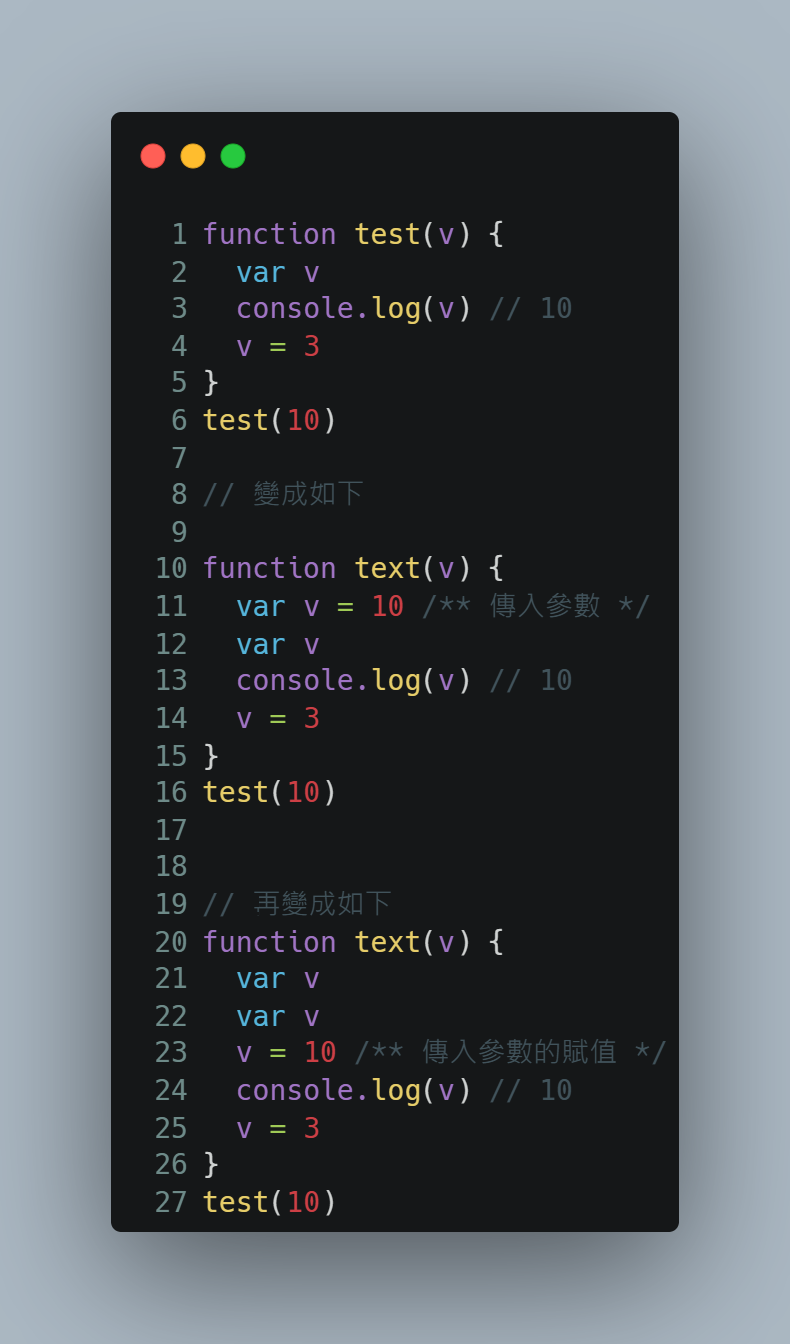 1 function test(v) {
2 var v
3 console.log(v) // 10
4 v = 3
5 }
6 test(10)
7
8 // 變成如下
9
10 function text(v) {
11 var v = 10 /** 傳入參數 */
12 var v
13 console.log(v) // 10
14 v = 3
15 }
16 test(10)
17
18
19 // 再變成如下
20 function text(v) {
21 var v
22 var v
23 v = 10 /** 傳入參數的賦值 */
24 console.log(v) // 10
25 v = 3
26 }
27 test(10)